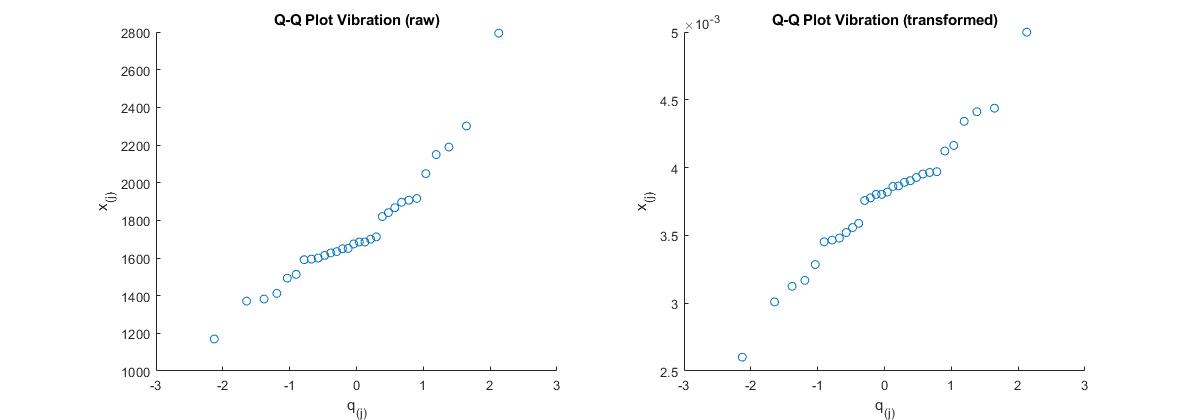 Q-Q Plot Vibration (raw)
2800
2600
2400
2200
2000
1800
1600
1400
1200
1000
x(j)
-3 -2 -1 0 1 2 3
q(j)
Q-Q Plot Vibration (transformed)
×10-3
5
4.5
4
3.5
3
2.5
x(j)
-3 -2 -1 0 1 2 3
q(j)